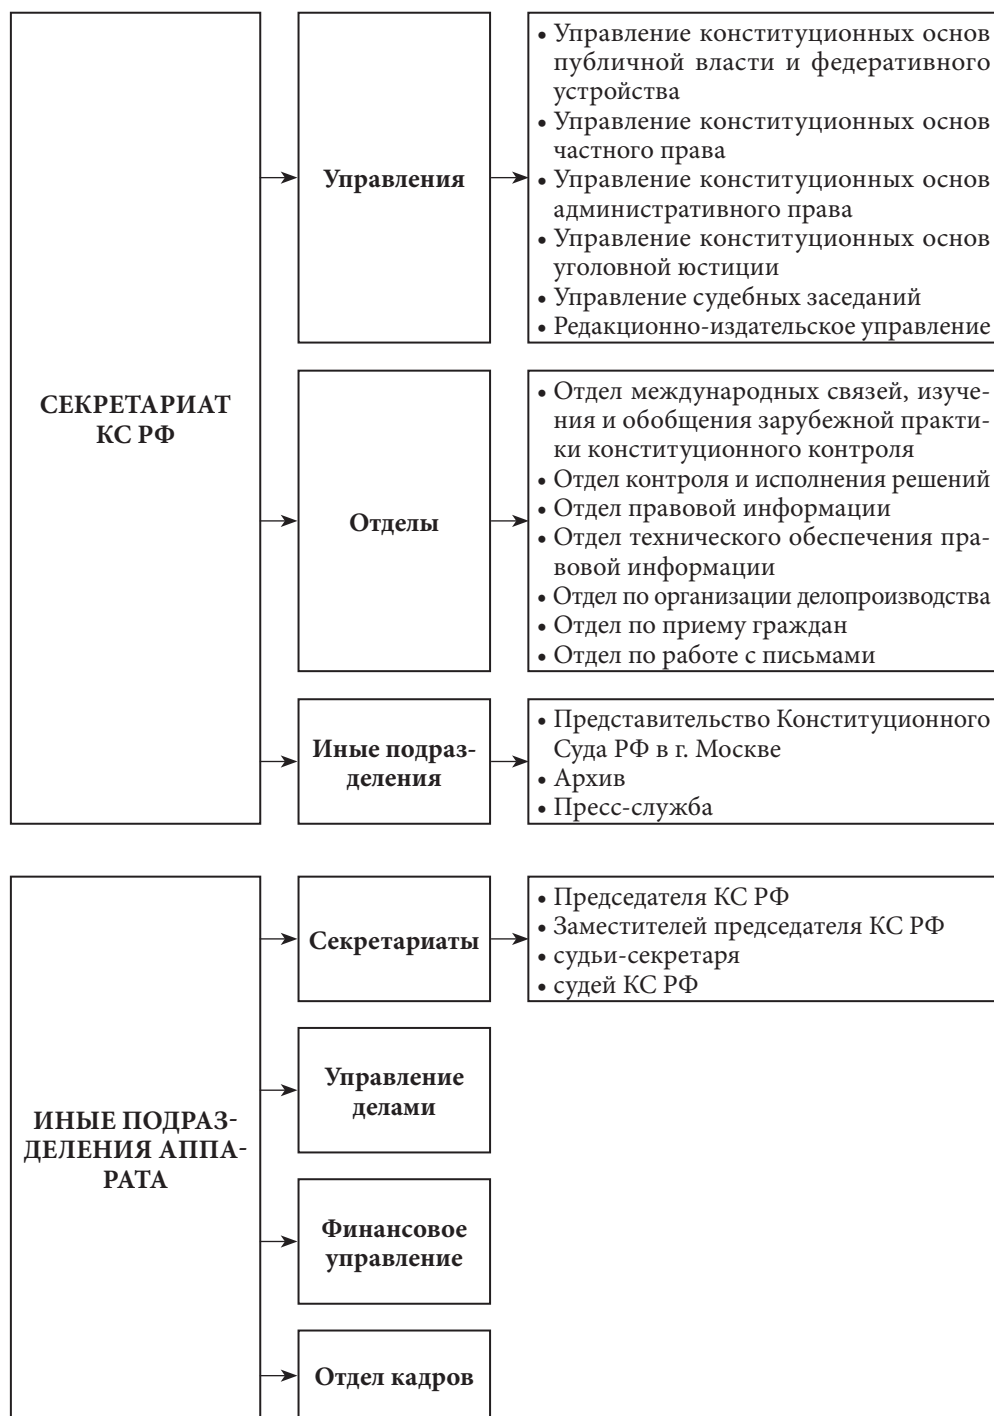 СЕКРЕТАРИАТ
КС РФ
Управления
• Управление конституционных основ
публичной власти и федеративного
устройства
• Управление конституционных основ
частного права
• Управление конституционных основ
административного права
• Управление конституционных основ
уголовной юстиции
• Управление судебных заседаний
• Редакционно-издательское управление
Отделы
• Отдел международных связей, изуче-
ния и обобщения зарубежной практи-
ки конституционного контроля
• Отдел контроля и исполнения решений
• Отдел правовой информации
• Отдел технического обеспечения пра-
вовой информации
• Отдел по организации делопроизводства
• Отдел по приему граждан
• Отдел по работе с письмами
Иные подраз-
деления
• Представительство Конституционного
Суда РФ в г. Москве
• Архив
• Пресс-служба
ИНЫЕ ПОДРАЗ-
ДЕЛЕНИЯ АППА-
РАТА
Секретариаты
• Председателя КС РФ
• Заместителей председателя КС РФ
• судьи-секретаря
• судей КС РФ
Управление
делами
Финансовое
управление
Отдел кадров